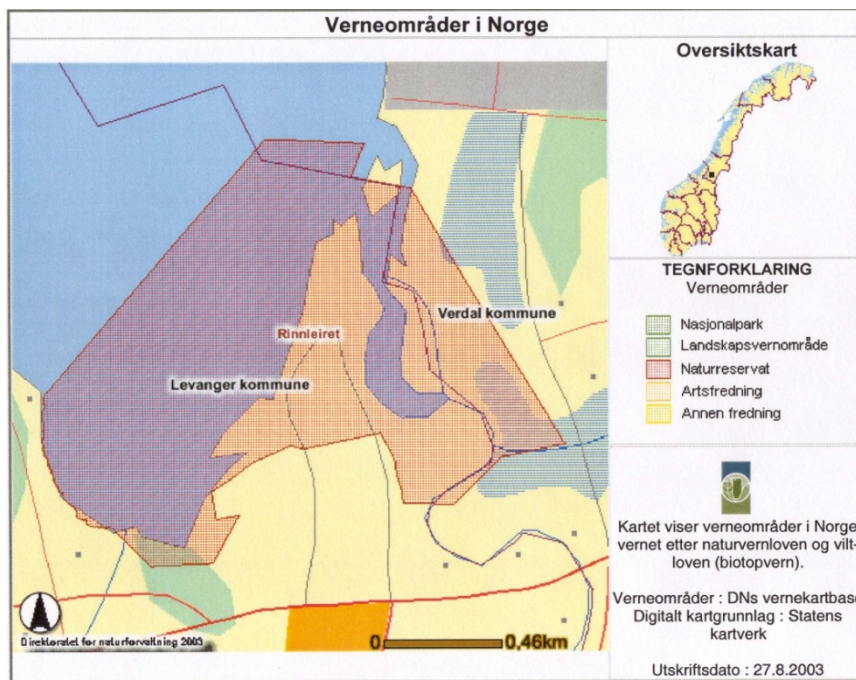 Verneområder i Norge
Oversiktskart
Verdal kommune
Rinnleiret
Levanger kommune
TEGNFORKLARING
Verneområder
Nasjonalpark
Landskapsvernområde
Naturreservat
Artsfredning
Annen fredning
Kartet viser verneområder i Norge
vernet etter naturvernloven og vilt-
loven (biotopvern).
Verneområder : DNs vernekartbase
Digitalt kartgrunnlag : Statens
kartverk
Utskriftsdato : 27.8.2003
Direktoratet for naturforvaltning 2003
0 0,46km